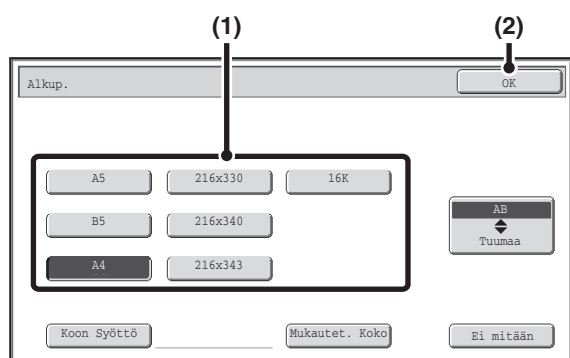 (1) (2)
Alkup. OK
A5 216x330 16K
B5 216x340
A4 216x343
AB
Tuumaa
Koon Syöttö Mukautet. Koko Ei mitään